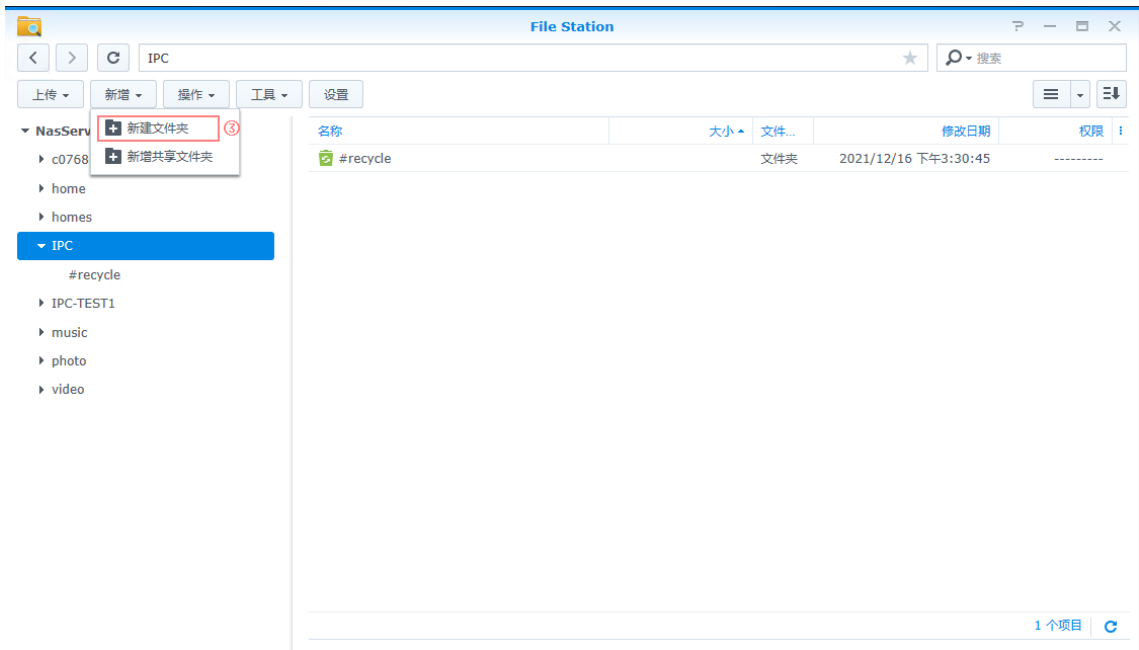 File Station
IPC
搜索
上传 新增 操作 工具 设置
新建文件夹 ③
新增共享文件夹
NasServ
c0768
home
homes
IPC
#recycle
IPC-TEST1
music
photo
video
名称 大小 文件... 修改日期 权限
#recycle 文件夹 2021/12/16 下午3:30:45 ---------
1 个项目